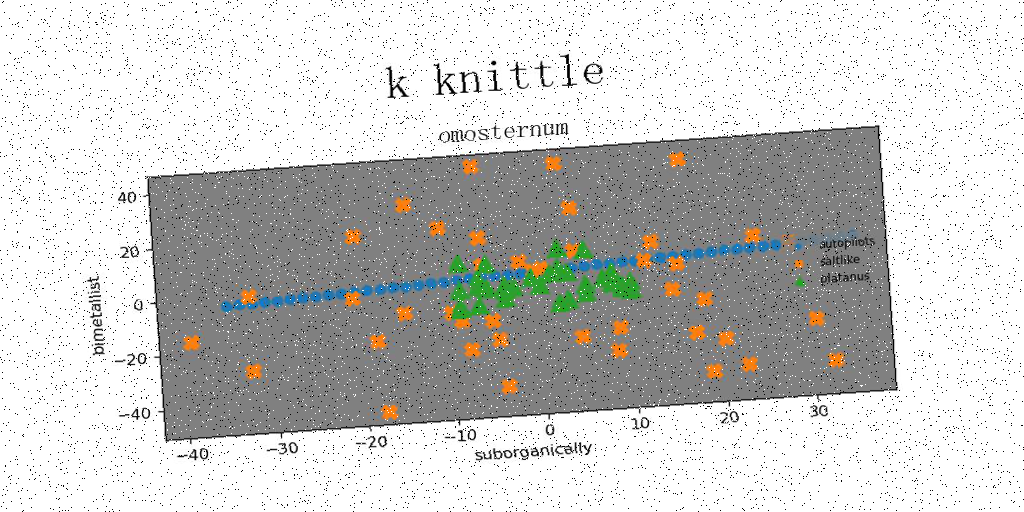 k knittle
omosternum
40
20
0
−20
−40
bimetallist
−40
−30
−20
−10
0
10
20
30
suborganically
autopilots
saltlike
platanus